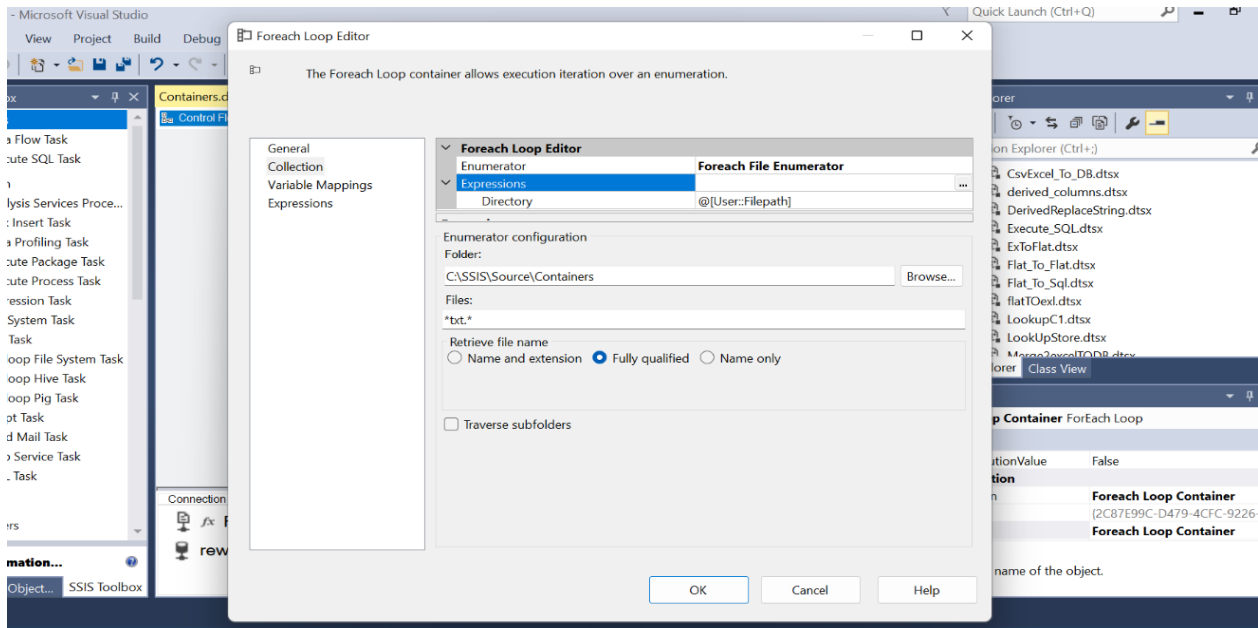 - Microsoft Visual Studio
Quick Launch (Ctrl+Q)
View Project Build Debug
Foreach Loop Editor
The Foreach Loop container allows execution iteration over an enumeration.
Containers.d
Control Fl
a Flow Task
cute SQL Task
lysis Services Proce...
Insert Task
a Profiling Task
cute Package Task
cute Process Task
ression Task
System Task
Task
loop File System Task
loop Hive Task
loop Pig Task
pt Task
d Mail Task
Service Task
Task
ers
mation...
Object... SSIS Toolbox
Connection
fx
rew
General
Collection
Variable Mappings
Expressions
Foreach Loop Editor
Enumerator Foreach File Enumerator
Expressions ...
Directory @[User::Filepath]
Enumerator configuration
Folder:
C:\SSIS\Source\Containers Browse...
Files:
*txt.*
Retrieve file name
Name and extension Fully qualified Name only
Traverse subfolders
OK Cancel Help
orer
ion Explorer (Ctrl+;)
CsvExcel_To_DB.dtsx
derived_columns.dtsx
DerivedReplaceString.dtsx
Execute_SQL.dtsx
ExToFlat.dtsx
Flat_To_Flat.dtsx
Flat_To_Sql.dtsx
flatTOexl.dtsx
LookupC1.dtsx
LookUpStore.dtsx
Merge2excelTODB.dtsx
lorer Class View
p Container ForEach Loop
utionValue False
tion
n Foreach Loop Container
{2C87E99C-D479-4CFC-9226-
Foreach Loop Container
name of the object.